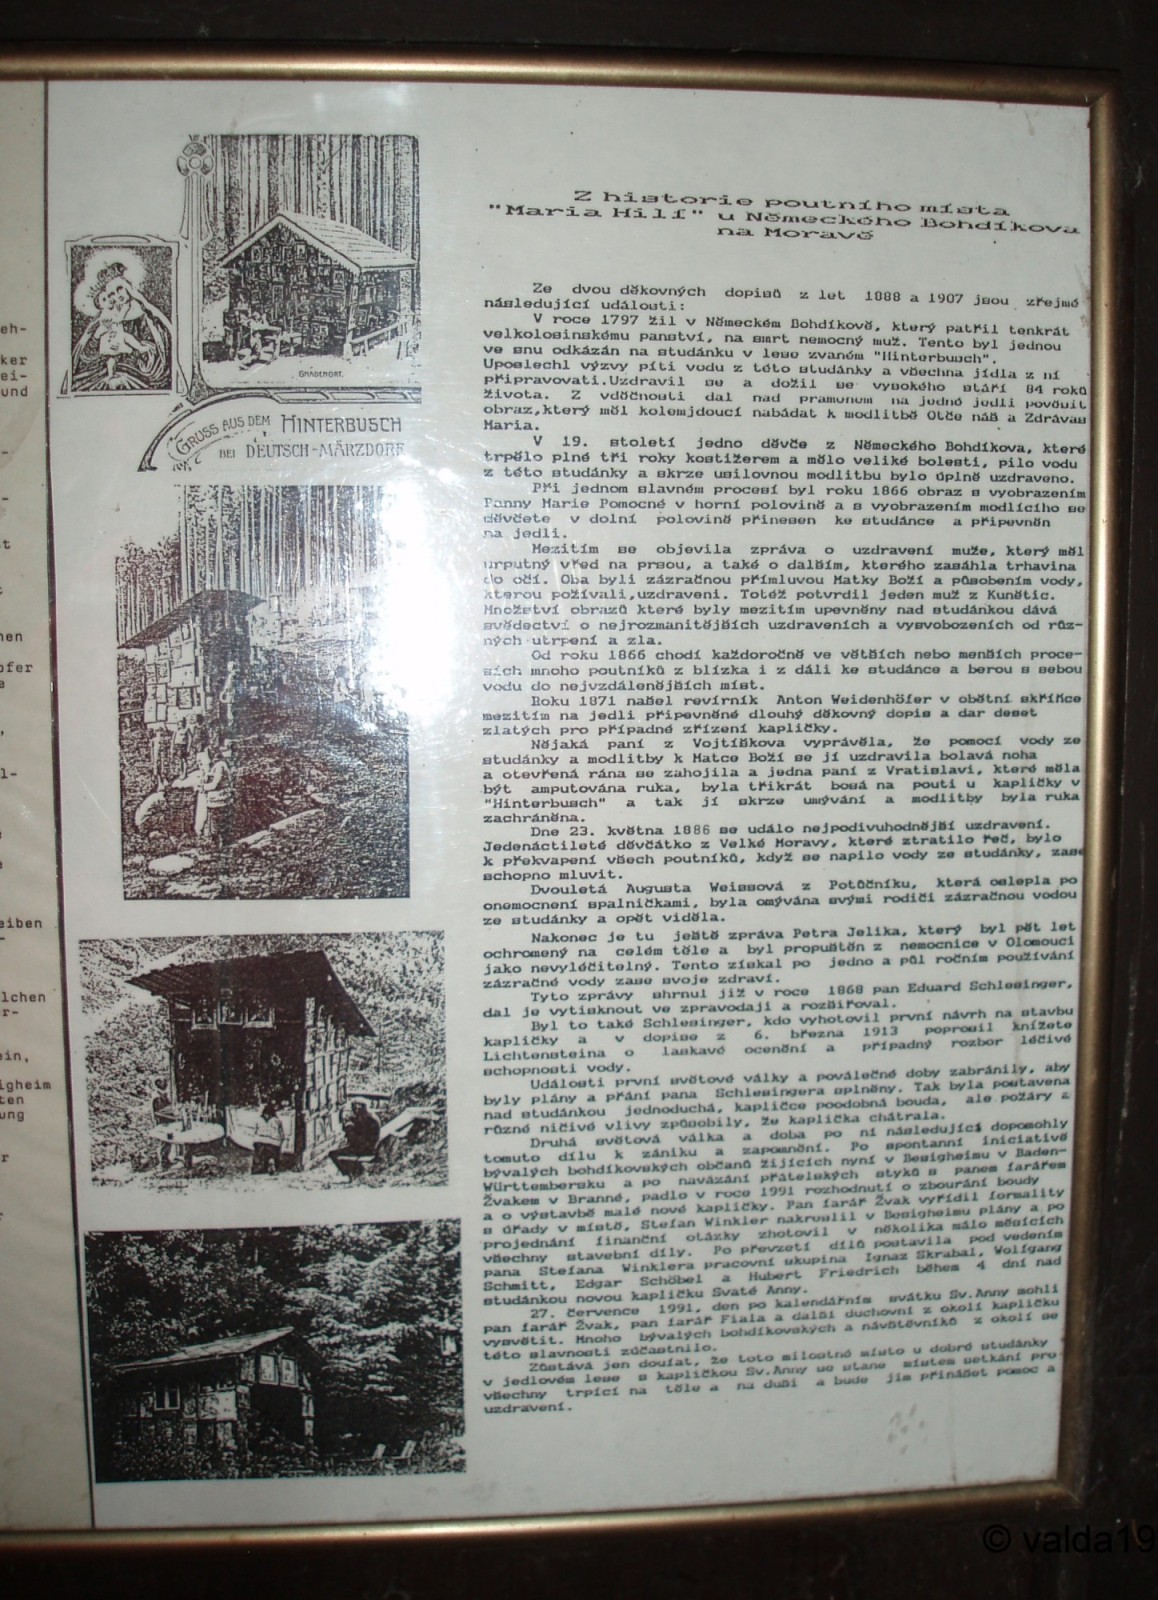 eh-
ker
ei-
und
t
hen
ofer
e
l-
e
e
eiben
lchen
r-
ein,
igheim
ten
ung
r
GNADENORT.
GRUSS AUS DEM HINTERBUSCH
BEI DEUTSCH-MÄRZDORF
Z historie poutního místa
"Maria Hilf" u Německého Bohdíkova
na Moravě
Ze dvou děkovných dopisů z let 1888 a 1907 jsou zřejmé
následující události:
V roce 1797 žil v Německém Bohdíkově, který patřil tenkrát
velkolosinskému panství, na smrt nemocný muž. Tento byl jednou
ve snu odkázán na studánku v lese zvaném "Hinterbusch".
Uposlechl výzvy píti vodu z této studánky a všechna jídla z ní
připravovati.Uzdravil se a dožil se vysokého stáří 84 roků
života. Z vděčnosti dal nad pramenem na jedné jedli pověsit
obraz,který měl kolemjdoucí nabádat k modlitbě Otče náš a Zdrávas
Maria.
V 19. století jedno děvče z Německého Bohdíkova, které
trpělo plné tři roky kostižerem a mělo veliké bolesti, pilo vodu
z této studánky a skrze usilovnou modlitbu bylo úplně uzdraveno.
Při jednom slavném procesí byl roku 1866 obraz s vyobrazením
Panny Marie Pomocné v horní polovině a s vyobrazením modlícího se
děvčete v dolní polovině přinesen ke studánce a připevněn
na jedli.
Mezitím se objevila zpráva o uzdravení muže, který měl
urputný vřed na prsou, a také o dalším, kterého zasáhla trhavina
do očí. Oba byli zázračnou přímluvou Matky Boží a působením vody,
kterou požívali,uzdraveni. Totéž potvrdil jeden muž z Kunětic.
Množství obrazů které byly mezitím upevněny nad studánkou dává
svědectví o nejrozmanitějších uzdraveních a vysvobozeních od růz-
ných utrpení a zla.
Od roku 1866 chodí každoročně ve větších nebo menších proce-
sích mnoho poutníků z blízka i z dáli ke studánce a berou s sebou
vodu do nejvzdálenějších míst.
Roku 1871 našel revírník Anton Weidenhöfer v obětní skříňce
mezitím na jedli připevněné dlouhý děkovný dopis a dar deset
zlatých pro případné zřízení kapličky.
Nějaká paní z Vojtíškova vyprávěla, že pomocí vody ze
studánky a modlitby k Matce Boží se jí uzdravila bolavá noha
a otevřená rána se zahojila a jedna paní z Vratislavi, které měla
být amputována ruka, byla třikrát bosá na pouti u kapličky v
"Hinterbusch" a tak jí skrze umývání a modlitby byla ruka
zachráněna.
Dne 23. května 1886 se událo nejpodivuhodnější uzdravení.
Jedenáctileté děvčátko z Velké Moravy, které ztratilo řeč, bylo
k překvapení všech poutníků, když se napilo vody ze studánky, zase
schopno mluvit.
Dvouletá Augusta Weissová z Potůčníku, která oslepla po
onemocnení spalničkami, byla omývána svými rodiči zázračnou vodou
ze studánky a opět viděla.
Nakonec je tu ještě zpráva Petra Jelika, který byl pět let
ochromený na celém těle a byl propuštěn z nemocnice v Olomouci
jako nevyléčitelný. Tento získal po jedno a půl ročním používání
zázračné vody zase svoje zdraví.
Tyto zprávy shrnul již v roce 1868 pan Eduard Schlesinger,
dal je vytisknout ve zpravodaji a rozšiřoval.
Byl to také Schlesinger, kdo vyhotovil první návrh na stavbu
kapličky a v dopise z 6. března 1913 poprosil knížete
Lichtensteina o laskavé ocenění a případný rozbor léčivé
schopnosti vody.
Události první světové války a poválečné doby zabránily, aby
byly plány a přání pana Schlesingera splněny. Tak byla postavena
nad studánkou jednoduchá, kapličce poodobná bouda, ale požáry a
různé ničivé vlivy způsobily, že kaplička chátrala.
Druhá světová válka a doba po ní následující dopomohly
tomuto dílu k zániku a zapomnění. Po spontanní iniciativě
bývalých bohdíkovských občanů žijících nyní v Besigheimu v Baden-
Württembersku a po navázání přátelských styků s panem farářem
Žvakem v Branné, padlo v roce 1991 rozhodnutí o zbourání boudy
a o výstavbě malé nové kapličky. Pan farář Žvak vyřídil formality
s úřady v místě, Stefan Winkler nakreslil v Besigheimu plány a po
projednání finanční otázky zhotovil v několika málo měsících
všechny stavební díly. Po převzetí dílů postavila pod vedením
pana Stefana Winklera pracovní skupina Ignaz Skrabal, Wolfgang
Schmitt, Edgar Schöbel a Hubert Friedrich během 4 dní nad
studánkou novou kapličku Svaté Anny.
27. července 1991, den po kalendářním svátku Sv.Anny mohli
pan farář Žvak, pan farář Fiala a další duchovní z okolí kapličku
vysvětit. Mnoho bývalých bohdíkovských a návštěvníků z okolí se
této slavnosti zúčastnilo.
Zůstává jen doufat, že toto milostné místo u dobré studánky
v jedlovém lese s kapličkou Sv.Anny se stane místem setkání pro
všechny trpící na těle a na duši a bude jim přinášet pomoc a
uzdravení.
© valda19